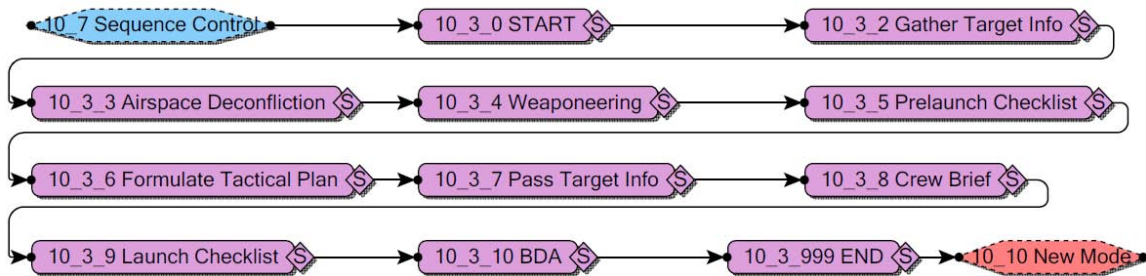 10_7 Sequence Control 10_3_0 START S 10_3_2 Gather Target Info S
10_3_3 Airspace Deconfliction S 10_3_4 Weaponeering S 10_3_5 Prelaunch Checklist S
10_3_6 Formulate Tactical Plan S 10_3_7 Pass Target Info S 10_3_8 Crew Brief S
10_3_9 Launch Checklist S 10_3_10 BDA S 10_3_999 END S 10_10 New Mode